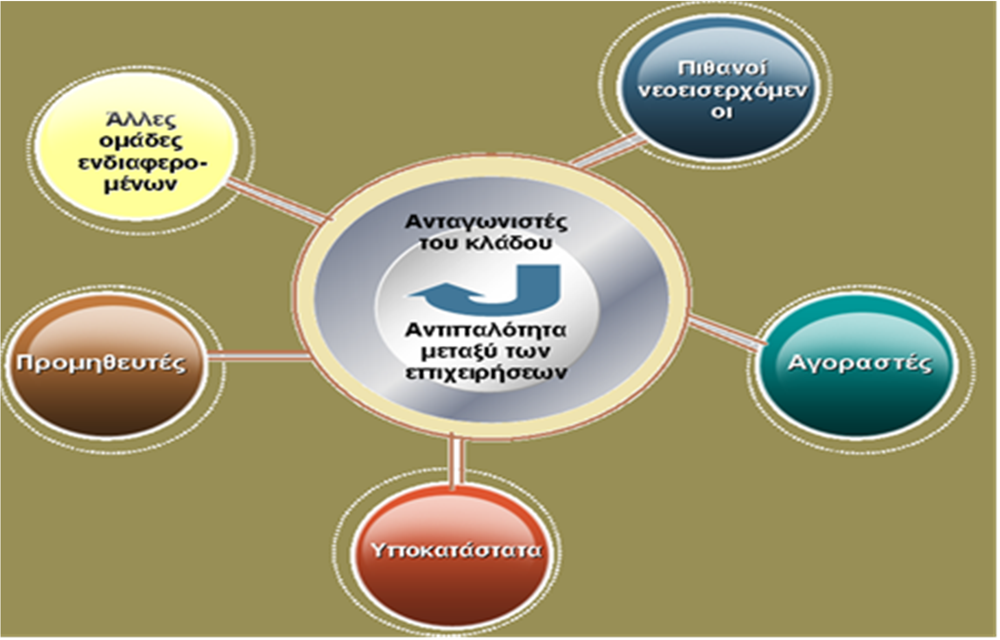 Πιθανοί
νεοεισερχόμεν
οι
Άλλες
ομάδες
ενδιαφερο-
μένων
Ανταγωνιστές
του κλάδου
Αντιπαλότητα
μεταξύ των
επιχειρήσεων
Προμηθευτές
Αγοραστές
Υποκατάστατα